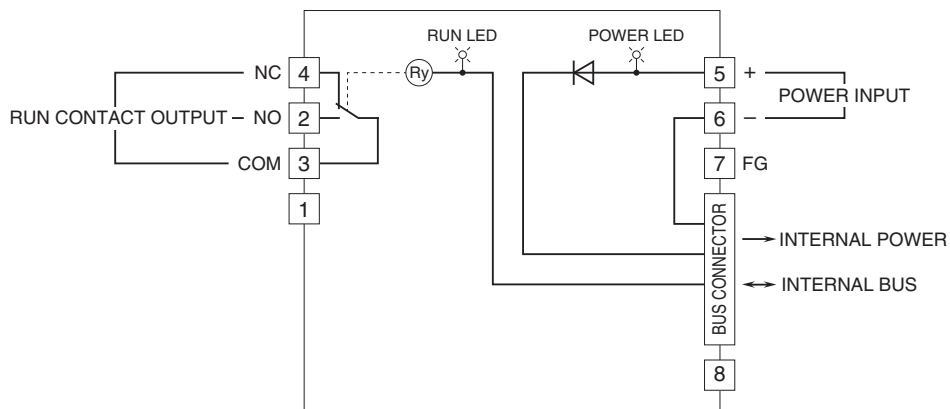 RUN LED
POWER LED
NC 4
Ry
5 +
RUN CONTACT OUTPUT
NO 2
POWER INPUT
6 –
COM 3
7 FG
1
BUS CONNECTOR
INTERNAL POWER
INTERNAL BUS
8